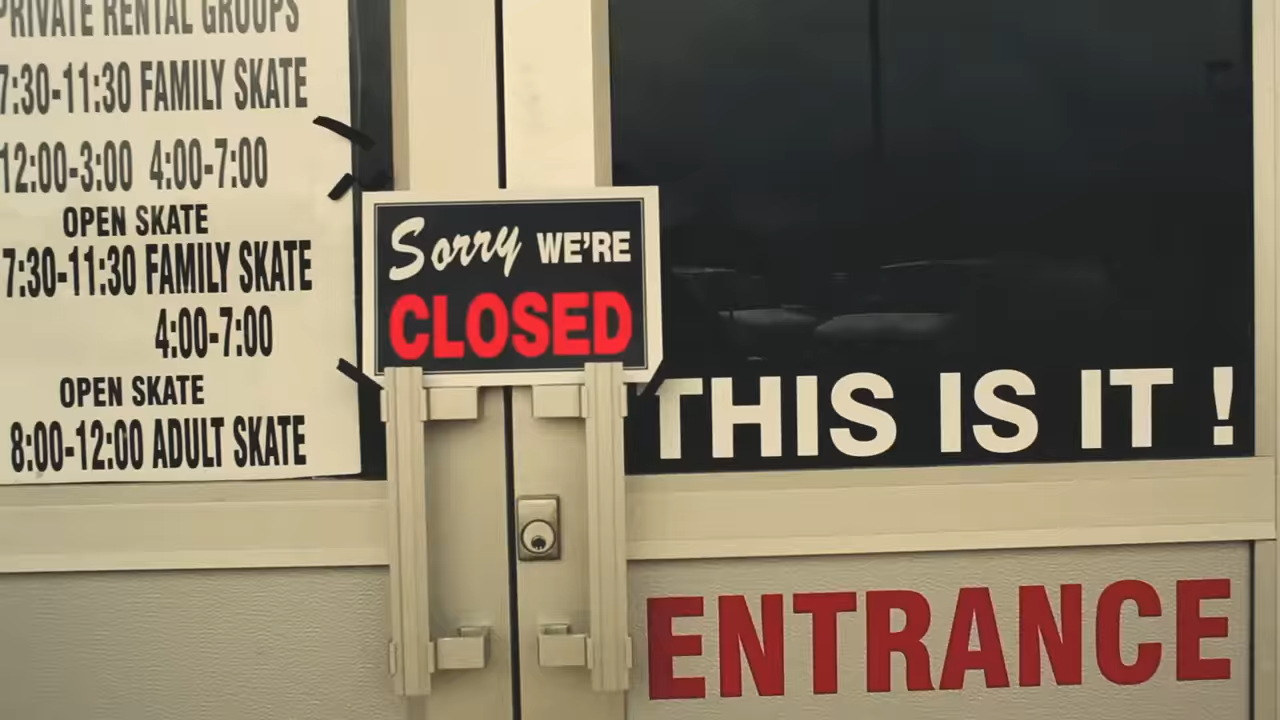 PRIVATE RENTAL GROUPS
7:30-11:30 FAMILY SKATE
12:00-3:00 4:00-7:00
OPEN SKATE
7:30-11:30 FAMILY SKATE
4:00-7:00
OPEN SKATE
8:00-12:00 ADULT SKATE
Sorry WE'RE
CLOSED
THIS IS IT !
ENTRANCE